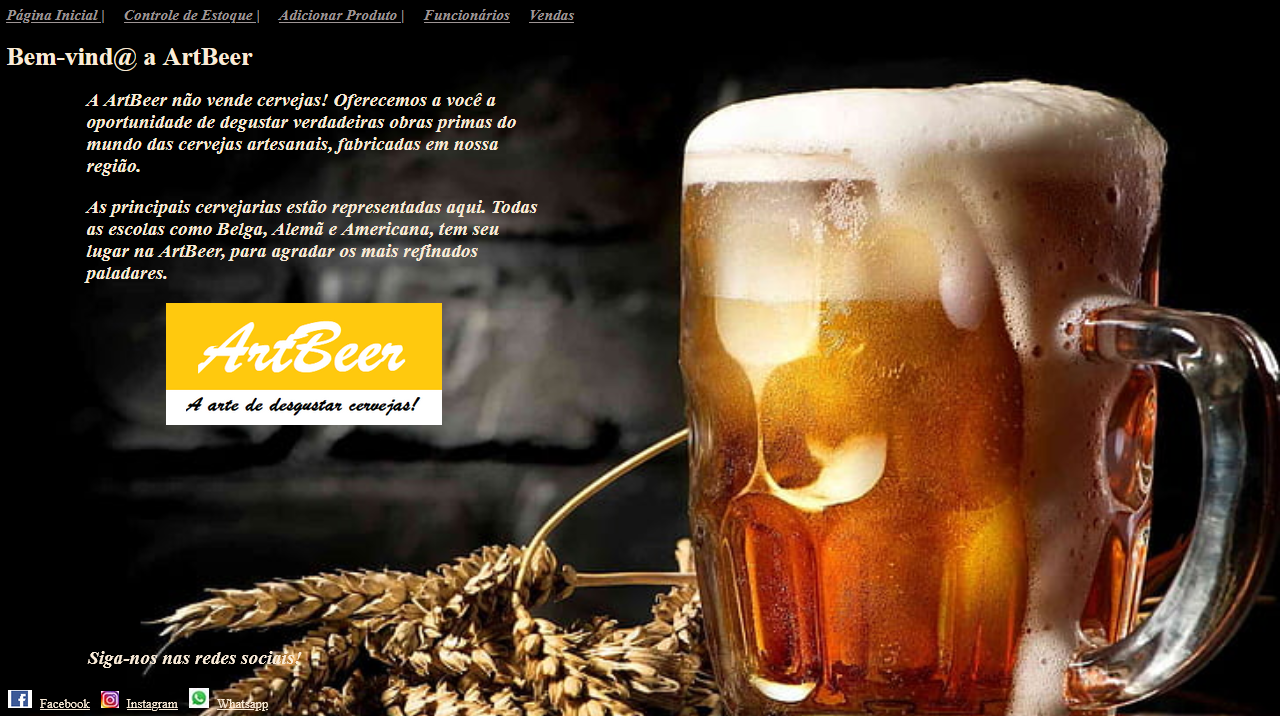 Página Inicial | Controle de Estoque | Adicionar Produto | Funcionários Vendas
Bem-vind@ a ArtBeer
A ArtBeer não vende cervejas! Oferecemos a você a
oportunidade de degustar verdadeiras obras primas do
mundo das cervejas artesanais, fabricadas em nossa
região.
As principais cervejarias estão representadas aqui. Todas
as escolas como Belga, Alemã e Americana, tem seu
lugar na ArtBeer, para agradar os mais refinados
paladares.
ArtBeer
A arte de desgustar cervejas!
Siga-nos nas redes sociais!
Facebook Instagram Whatsapp